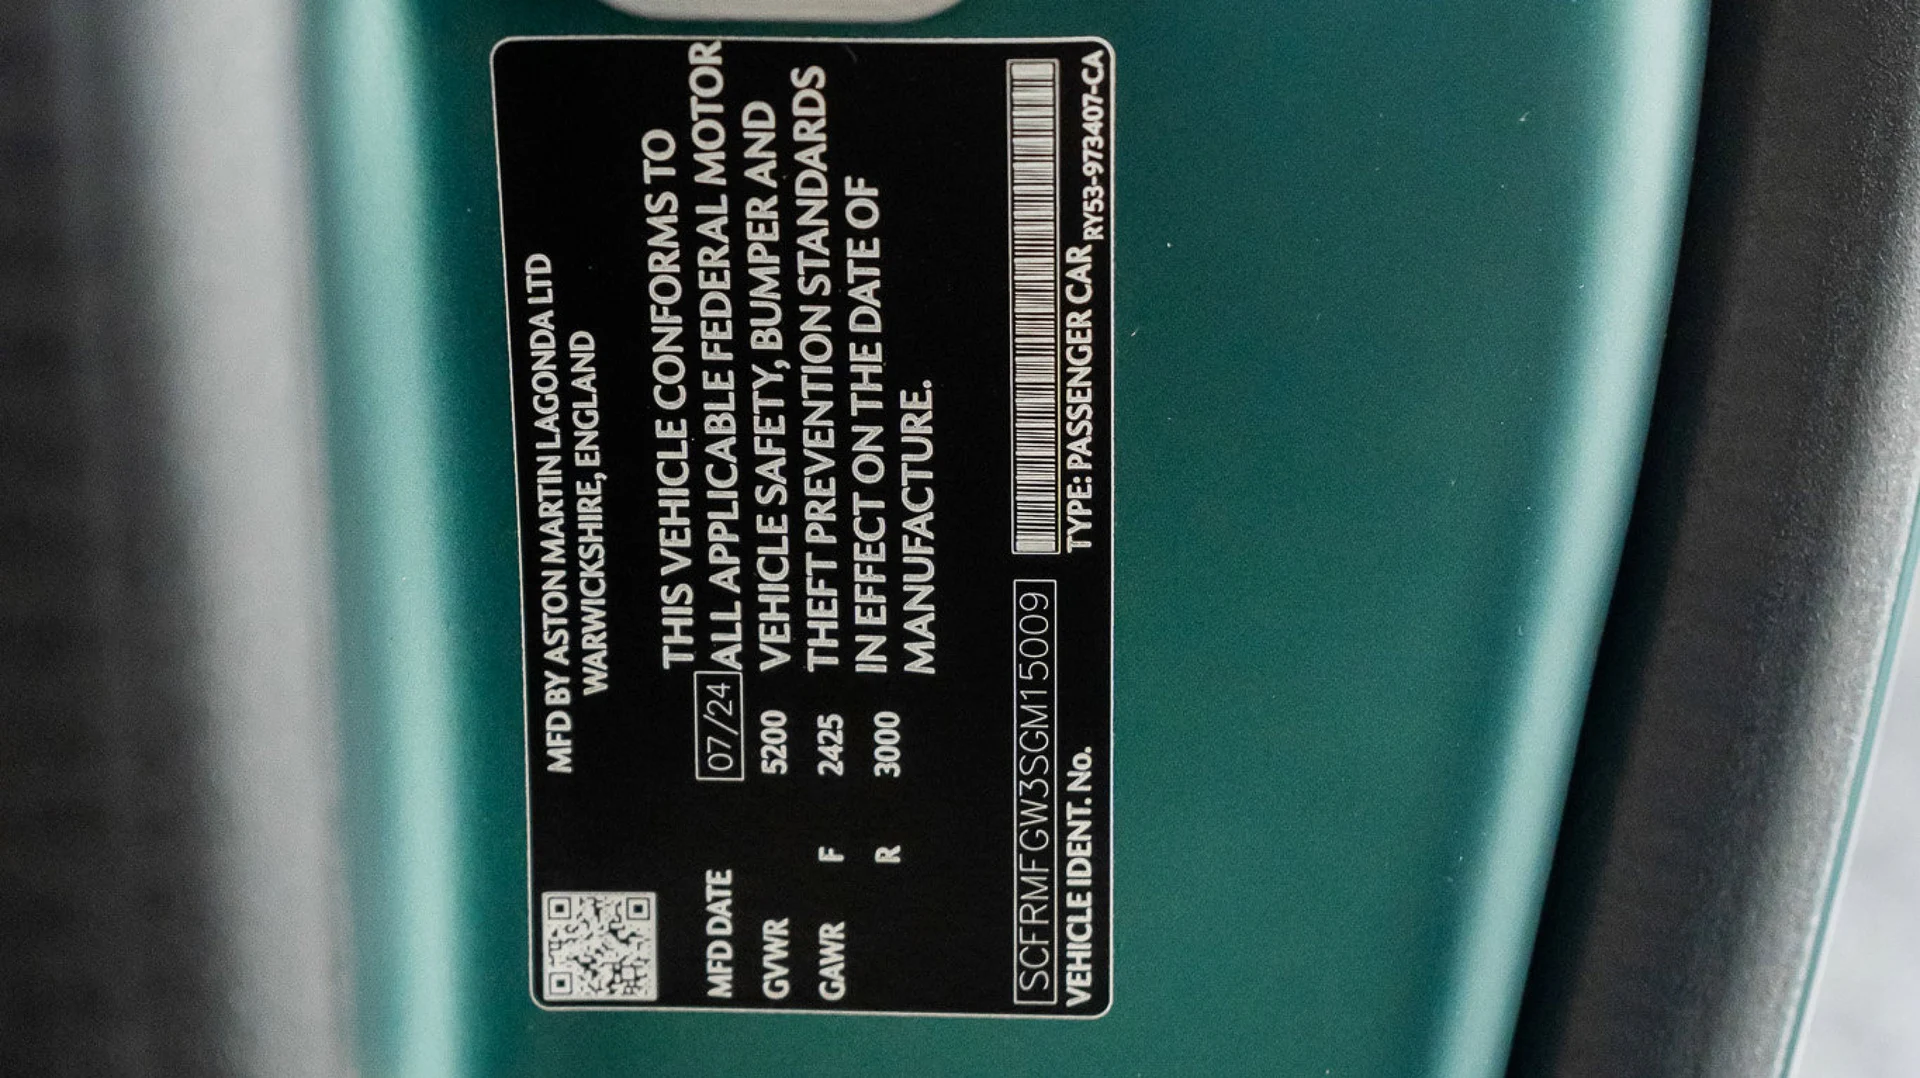 MFD BY ASTON MARTIN LAGONDA LTD
WARWICKSHIRE, ENGLAND
THIS VEHICLE CONFORMS TO
MFD DATE 07/24 ALL APPLICABLE FEDERAL MOTOR
GVWR 5200 VEHICLE SAFETY, BUMPER AND
GAWR F 2425 THEFT PREVENTION STANDARDS
R 3000 IN EFFECT ON THE DATE OF
MANUFACTURE.
SCFRMFGW3SGM15009
VEHICLE IDENT. No. TYPE: PASSENGER CAR RY53-973407-CA